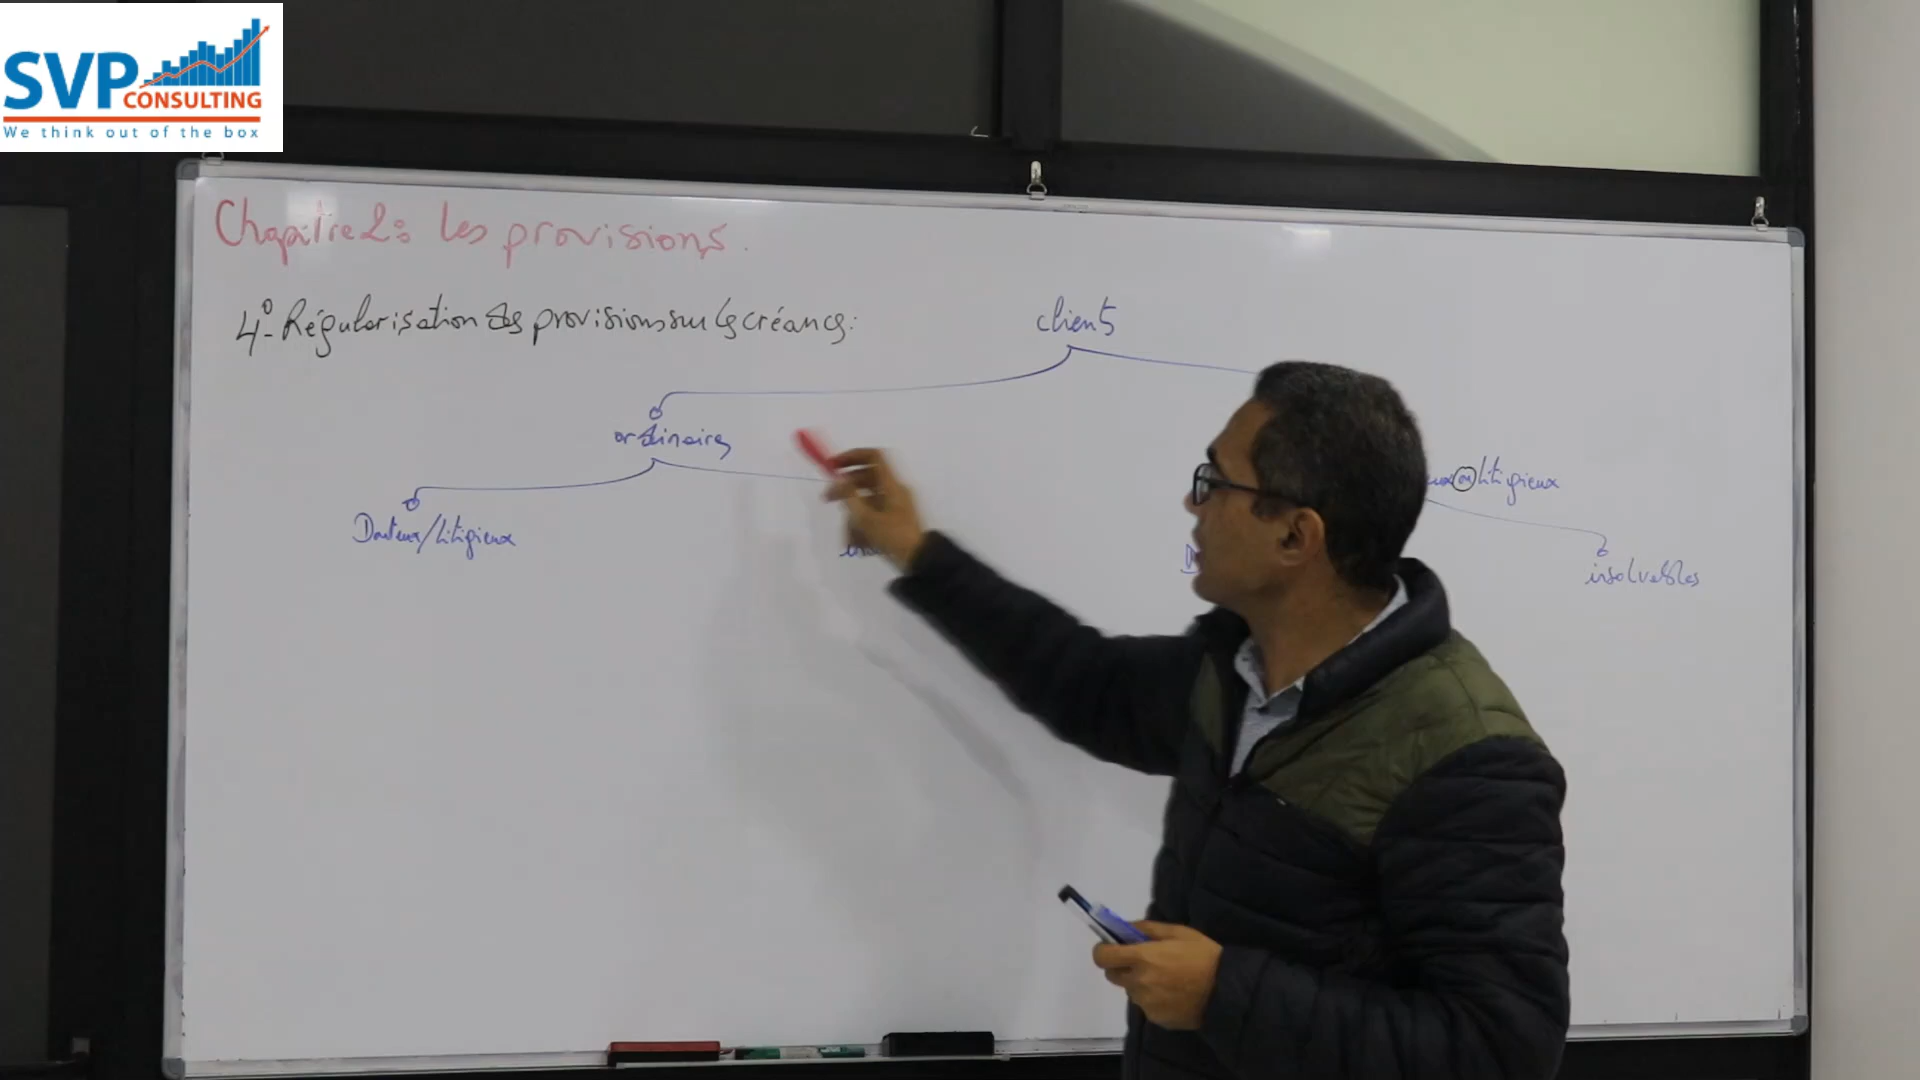 SVP
CONSULTING
We think out of the box
Chapitre 2: les provisions.
4°- Régularisation des provisions sur les créances:
clients
ordinaires
ou litigieux
Douteux/litigieux
insolvables